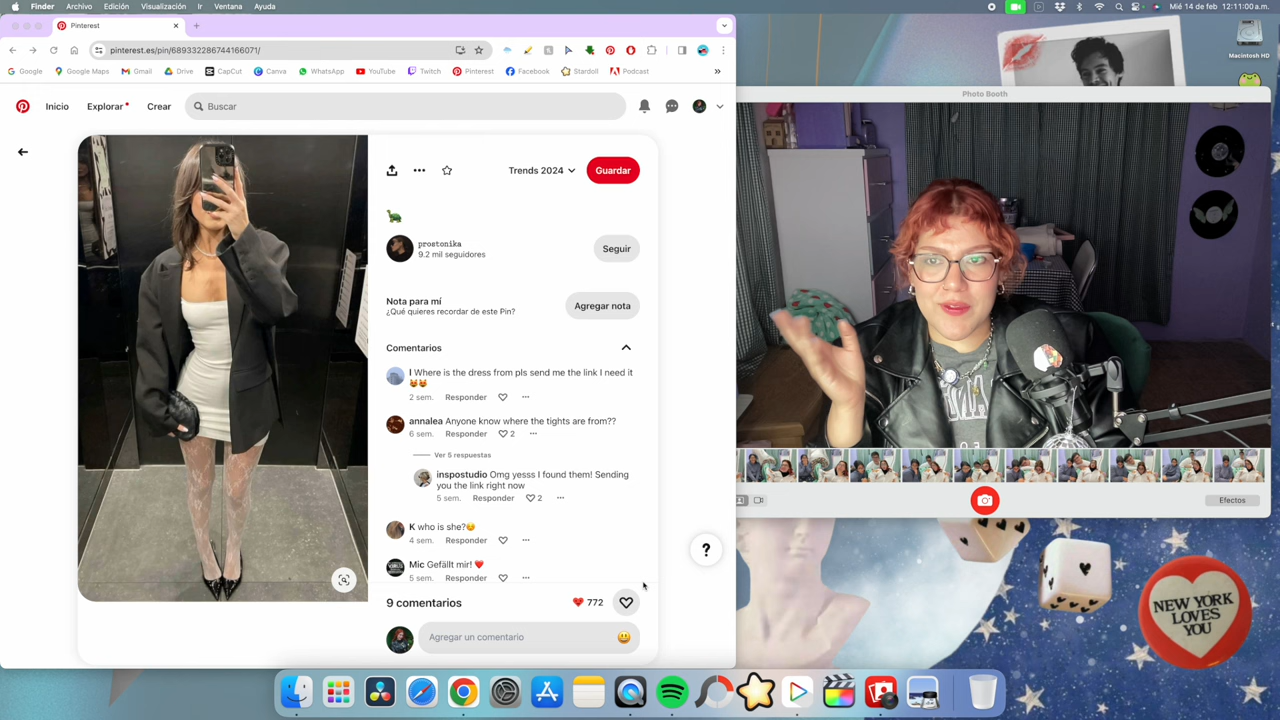 Finder Archivo Edición Visualización Ir Ventana Ayuda
Mié 14 de feb 12:11:00 a.m.
Pinterest
pinterest.es/pin/689332286744166071/
Google Google Maps Gmail Drive CapCut Canva WhatsApp YouTube Twitch Pinterest Facebook Stardoll Podcast
Inicio Explorar Crear Buscar
Trends 2024 Guardar
🐢
prostonika
9.2 mil seguidores
Seguir
Nota para mí
¿Qué quieres recordar de este Pin?
Agregar nota
Comentarios
I Where is the dress from pls send me the link I need it
😻😻
2 sem. Responder
annalea Anyone know where the tights are from??
6 sem. Responder 2
Ver 5 respuestas
inspostudio Omg yesss I found them! Sending
you the link right now
5 sem. Responder 2
K who is she?☺️
4 sem. Responder
Mic Gefällt mir! ❤️
5 sem. Responder
9 comentarios
772
Agregar un comentario
?
Macintosh HD
Photo Booth
Efectos
NEW YORK
LOVES
YOU